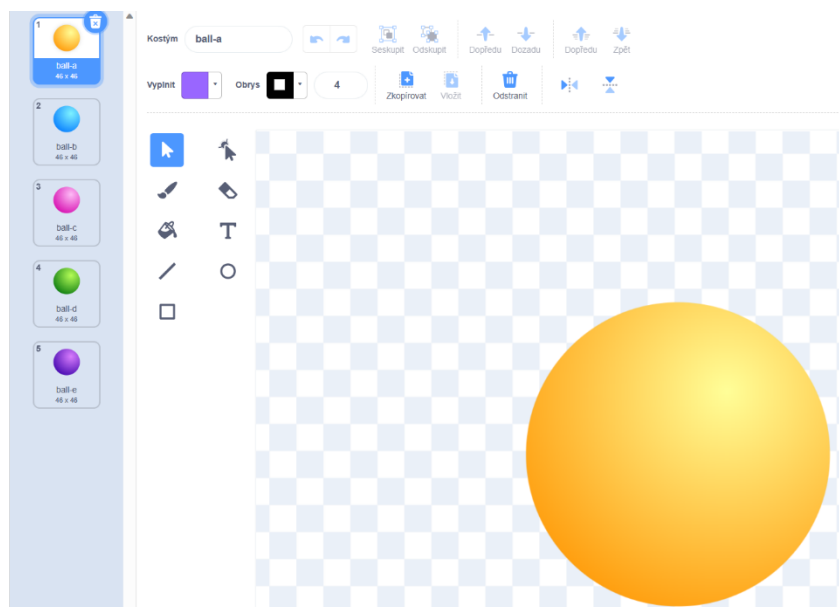 1
ball-a
46 x 46
2
ball-b
46 x 46
3
ball-c
46 x 46
4
ball-d
46 x 46
5
ball-e
46 x 46
Kostým ball-a
Seskupit Odskupit Dopředu Dozadu Dopředu Zpět
Vyplnit Obrys 4
Zkopírovat Vložit Odstranit
T